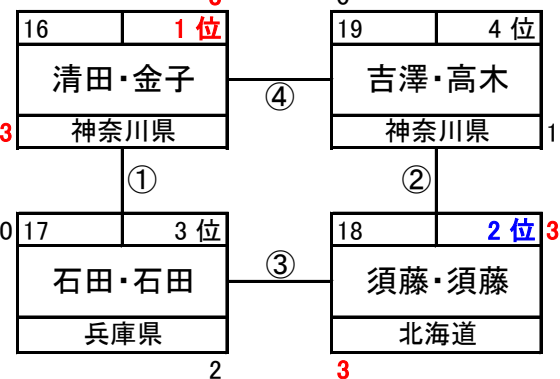 16 1 位 19 4 位
清田・金子 ④ 吉澤・高木
3 神奈川県 神奈川県 1
① ②
0 17 3 位 18 2 位 3
石田・石田 ③ 須藤・須藤
兵庫県 北海道
2 3